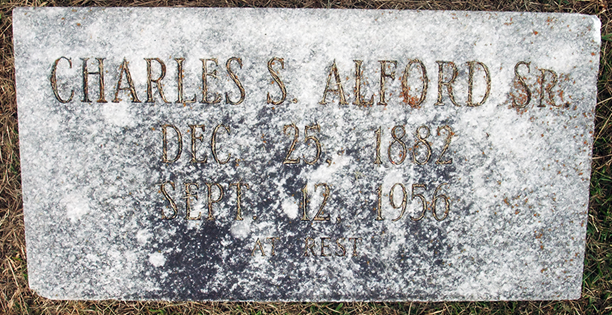 CHARLES S. ALFORD SR.
DEC. 25, 1882
SEPT. 12, 1956
AT REST